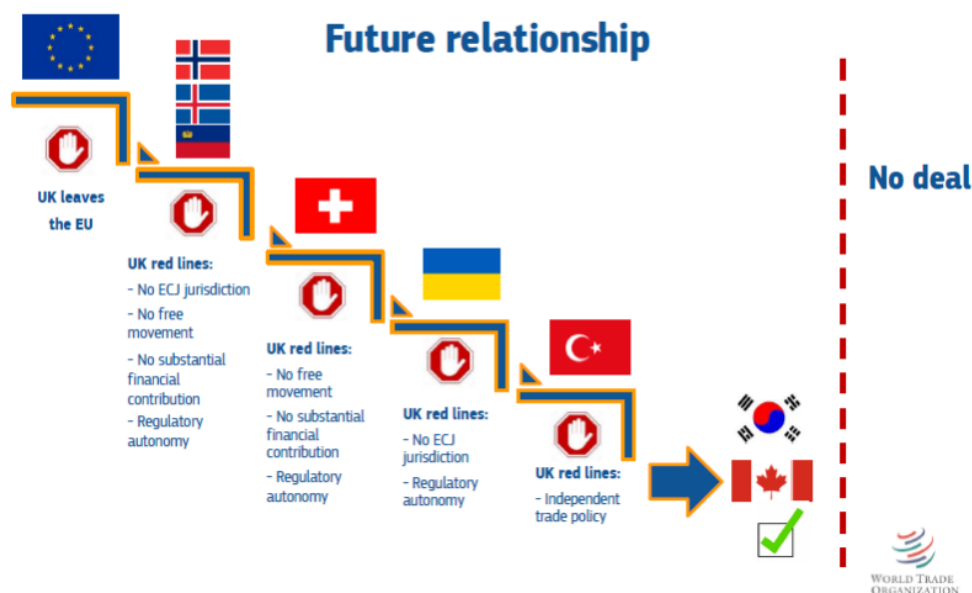 Future relationship
No deal
UK leaves
the EU
UK red lines:
- No ECJ jurisdiction
- No free
movement
- No substantial
financial
contribution
- Regulatory
autonomy
UK red lines:
- No free
movement
- No substantial
financial
contribution
- Regulatory
autonomy
UK red lines:
- No ECJ
jurisdiction
- Regulatory
autonomy
UK red lines:
- Independent
trade policy
WORLD TRADE
ORGANIZATION